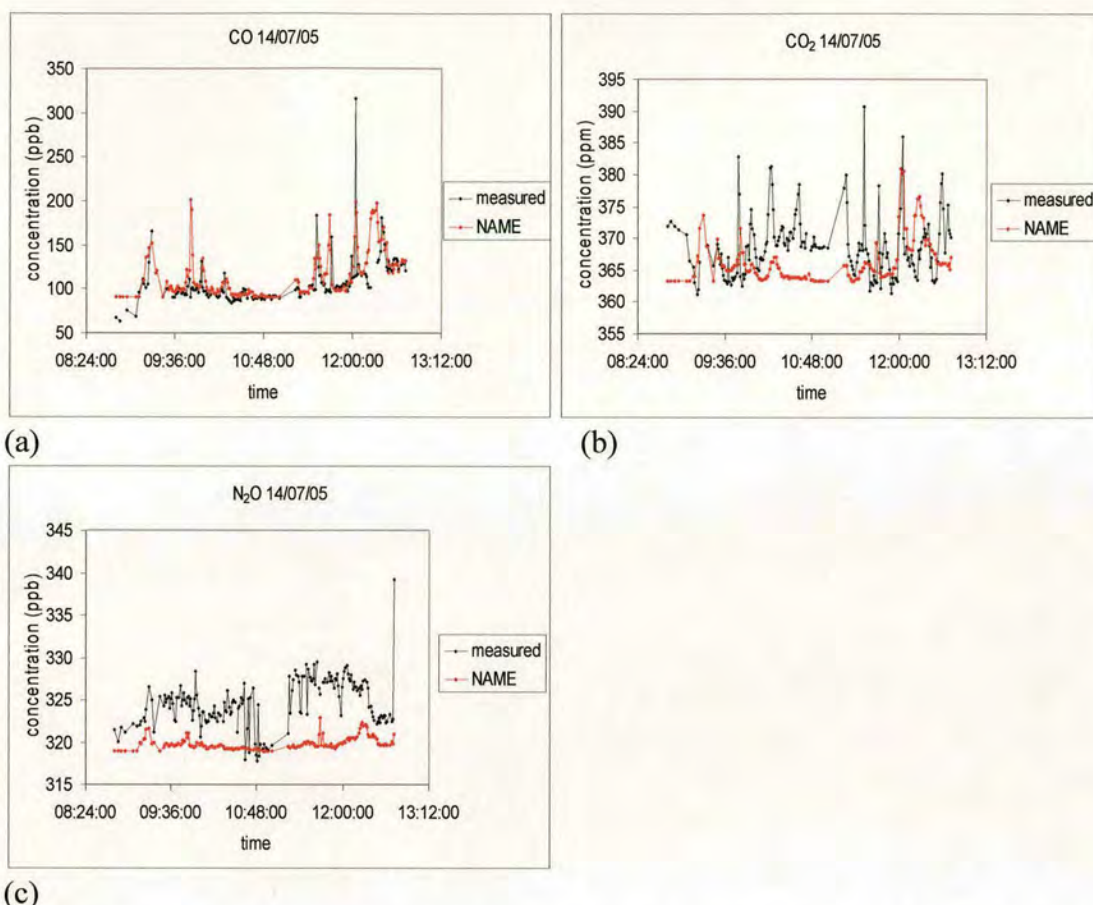 CO 14/07/05
350
300
250
200
150
100
50
concentration (ppb)
08:24:00 09:36:00 10:48:00 12:00:00 13:12:00
time
measured
NAME
(a)
CO₂ 14/07/05
395
390
385
380
375
370
365
360
355
concentration (ppm)
08:24:00 09:36:00 10:48:00 12:00:00 13:12:00
time
measured
NAME
(b)
N₂O 14/07/05
345
340
335
330
325
320
315
concentration (ppb)
08:24:00 09:36:00 10:48:00 12:00:00 13:12:00
time
measured
NAME
(c)